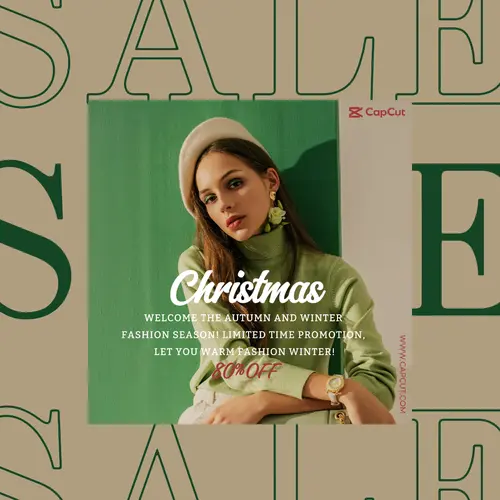 SALE
CapCut
S E
Christmas
WELCOME THE AUTUMN AND WINTER
FASHION SEASON! LIMITED TIME PROMOTION,
LET YOU WARM FASHION WINTER!
80%OFF
WWW.CAPCUT.COM
SALE